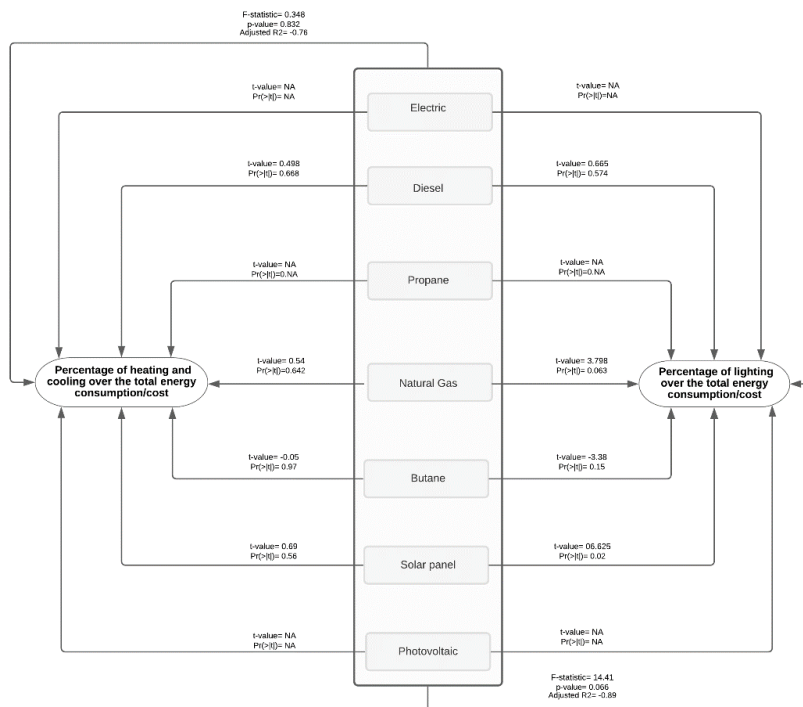 F-statistic= 0.348
p-value= 0.832
Adjusted R2= -0.76
t-value= NA
Pr(>|t|)= NA
Electric
t-value= NA
Pr(>|t|)=NA
t-value= 0.498
Pr(>|t|)= 0.668
Diesel
t-value= 0.665
Pr(>|t|)= 0.574
t-value= NA
Pr(>|t|)=0.NA
Propane
t-value= NA
Pr(>|t|)=0.NA
Percentage of heating and
cooling over the total energy
consumption/cost
t-value= 0.54
Pr(>|t|)=0.642
Natural Gas
t-value= 3.798
Pr(>|t|)= 0.063
Percentage of lighting
over the total energy
consumption/cost
t-value= -0.05
Pr(>|t|)= 0.97
Butane
t-value= -3.38
Pr(>|t|)= 0.15
t-value= 0.69
Pr(>|t|)= 0.56
Solar panel
t-value= 06.625
Pr(>|t|)= 0.02
t-value= NA
Pr(>|t|)= NA
Photovoltaic
t-value= NA
Pr(>|t|)= NA
F-statistic= 14.41
p-value= 0.066
Adjusted R2= -0.89